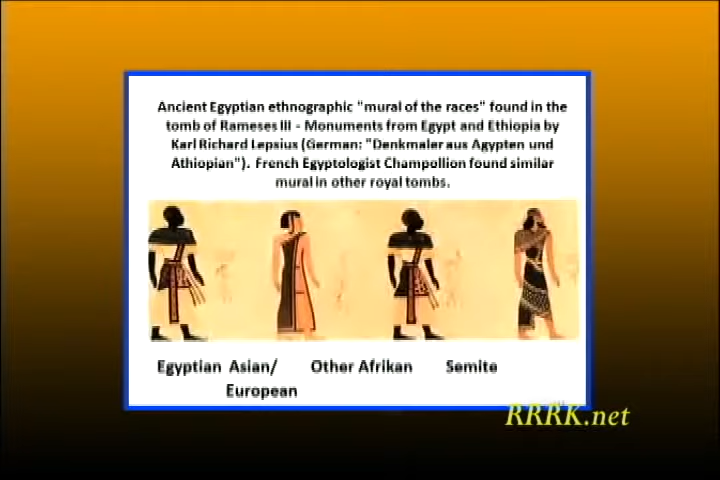 Ancient Egyptian ethnographic "mural of the races" found in the
tomb of Rameses III - Monuments from Egypt and Ethiopia by
Karl Richard Lepsius (German: "Denkmaler aus Agypten und
Athiopian"). French Egyptologist Champollion found similar
mural in other royal tombs.
Egyptian Asian/ Other Afrikan Semite
European
RRRK.net